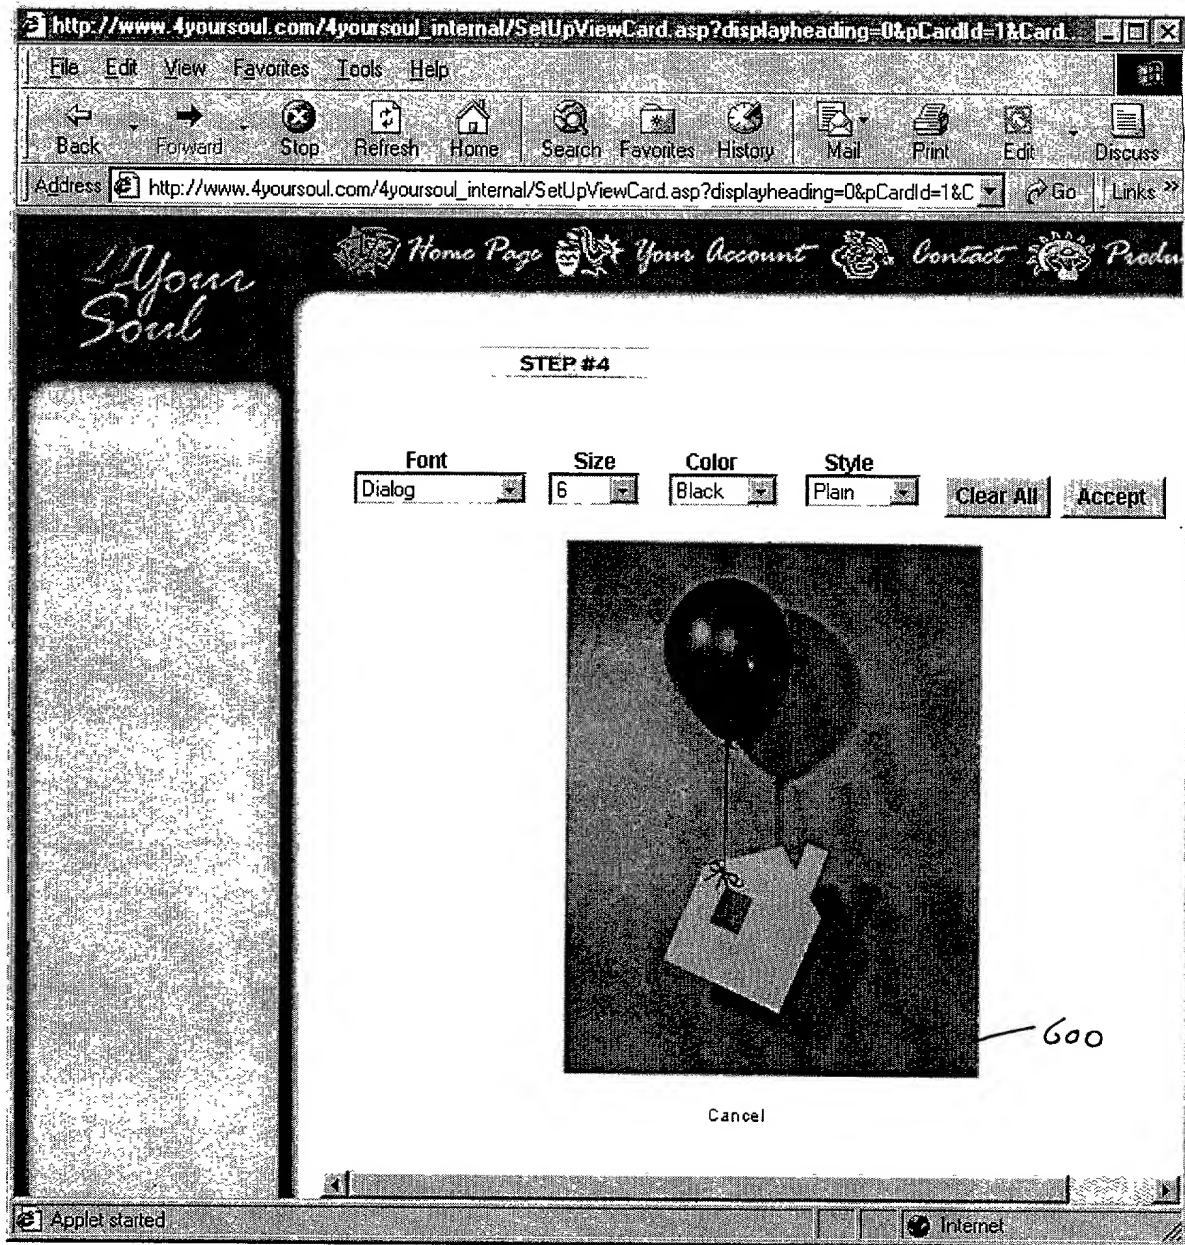 http://www.4yoursoul.com/4yoursoul_internal/SetUpViewCard.asp?displayheading=0&pCardId=1&Card
File Edit View Favorites Tools Help
Back Forward Stop Refresh Home Search Favorites History Mail Print Edit Discuss
Address http://www.4yoursoul.com/4yoursoul_internal/SetUpViewCard.asp?displayheading=0&pCardId=1&C Go Links »
4 Your
Soul
Home Page Your Account Contact Produ
STEP #4
Font Size Color Style
Dialog 6 Black Plain Clear All Accept
600
Cancel
Applet started Internet